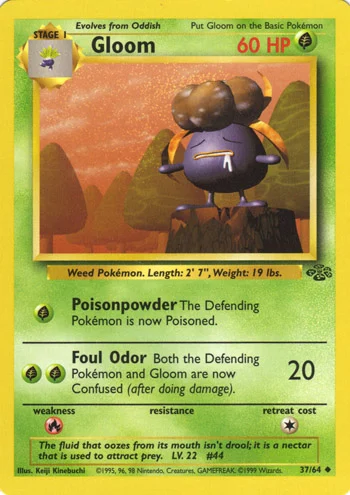 Evolves from Oddish Put Gloom on the Basic Pokémon
STAGE 1
Gloom 60 HP
Weed Pokémon. Length: 2' 7", Weight: 19 lbs.
Poisonpowder The Defending
Pokémon is now Poisoned.
Foul Odor Both the Defending
Pokémon and Gloom are now
Confused (after doing damage).
20
weakness resistance retreat cost
The fluid that oozes from its mouth isn't drool; it is a nectar
that is used to attract prey. LV. 22 #44
Illus. Keiji Kinebuchi ©1995, 96, 98 Nintendo, Creatures, GAMEFREAK. ©1999 Wizards. 37/64